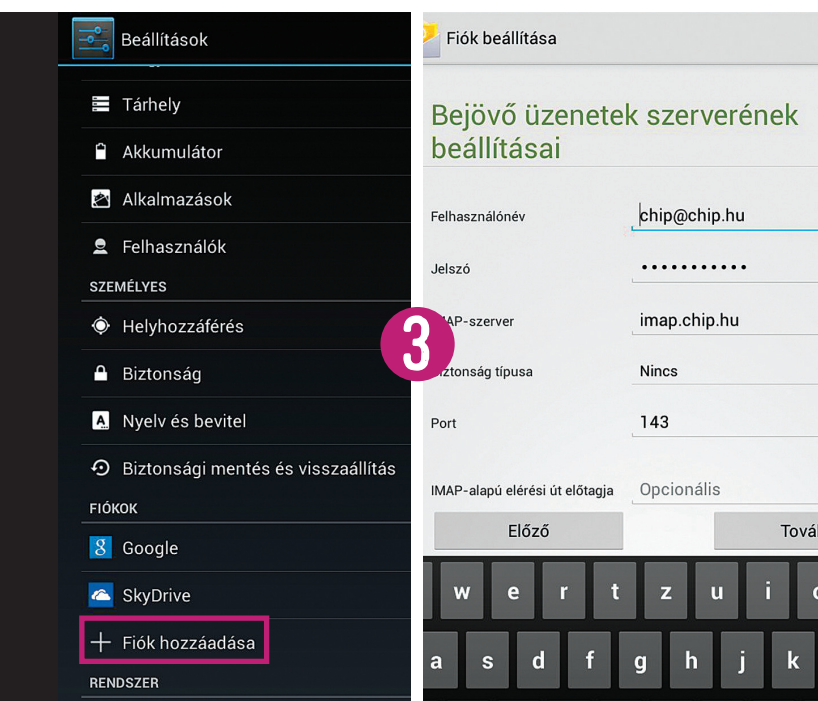 Beállítások
Tárhely
Akkumulátor
Alkalmazások
Felhasználók
SZEMÉLYES
Helyhozzáférés
Biztonság
Nyelv és bevitel
Biztonsági mentés és visszaállítás
FIÓKOK
Google
SkyDrive
Fiók hozzáadása
RENDSZER
3
Fiók beállítása
Bejövő üzenetek szerverének
beállításai
Felhasználónév chip@chip.hu
Jelszó •••••••••••
AP-szerver imap.chip.hu
ztonság típusa Nincs
Port 143
IMAP-alapú elérési út előtagja Opcionális
Előző Tová
w e r t z u i
a s d f g h j k